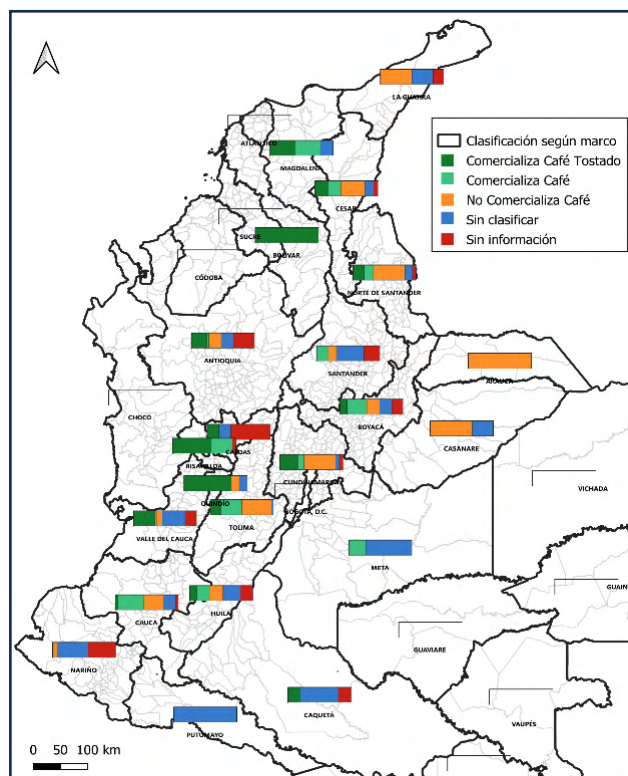 LA GUAJIRA
Clasificación según marco
Comercializa Café Tostado
Comercializa Café
No Comercializa Café
Sin clasificar
Sin información
ATLÁNTICO
MAGDALENA
CESAR
SUCRE
BOLÍVAR
CÓRDOBA
NORTE DE SANTANDER
ANTIOQUIA
SANTANDER
ARAUCA
CHOCÓ
BOYACÁ
CASANARE
CALDAS
RISARALDA
CUNDINAMARCA
VICHADA
QUINDÍO
BOGOTÁ, D.C.
TOLIMA
VALLE DEL CAUCA
META
GUAIN
CAUCA
HUILA
GUAVIARE
NARIÑO
CAQUETÁ
VAUPÉS
PUTUMAYO
0 50 100 km